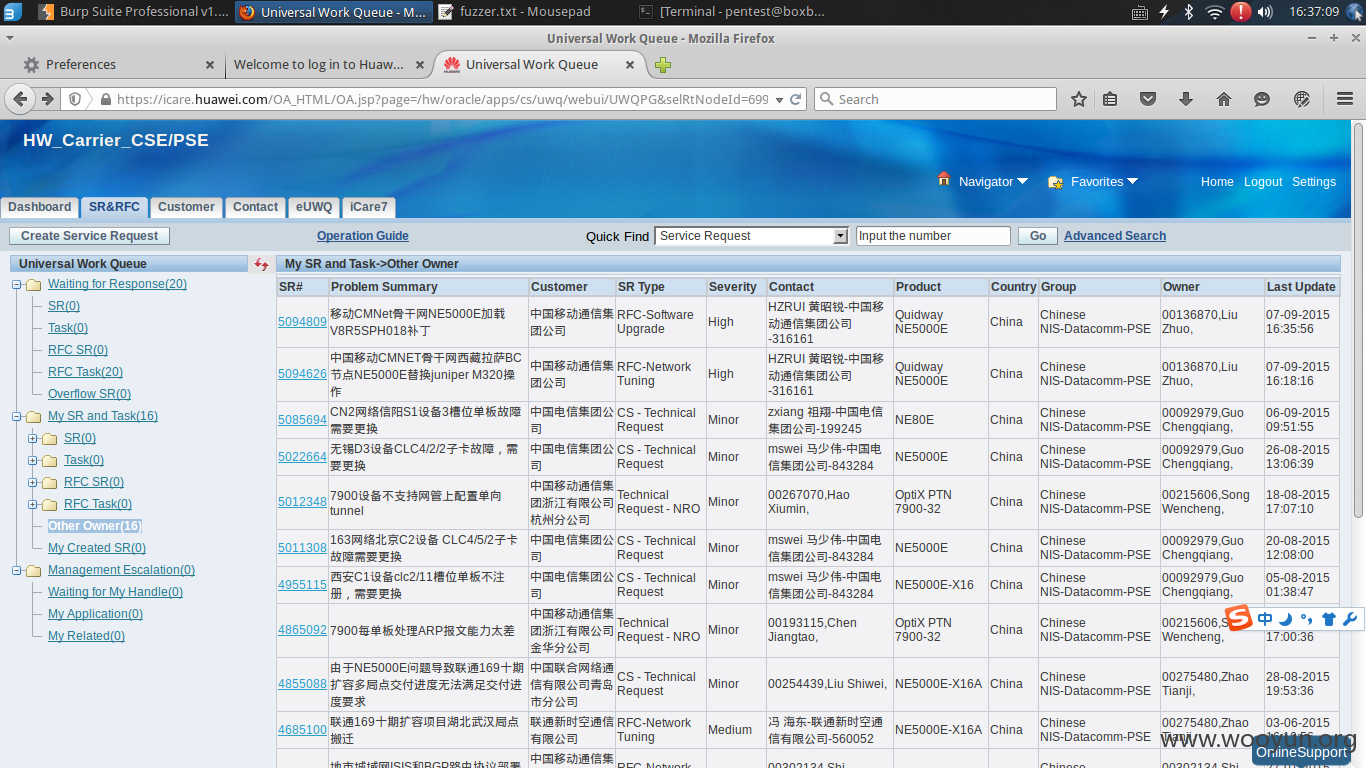 Burp Suite Professional v1....
Universal Work Queue - M...
fuzzer.txt - Mousepad
[Terminal - pentest@boxb...
16:37:09
Universal Work Queue - Mozilla Firefox
Preferences
Welcome to log in to Huaw...
Universal Work Queue
https://icare.huawei.com/OA_HTML/OA.jsp?page=/hw/oracle/apps/cs/uwq/webui/UWQPG&selRtNodeId=699
Search
HW_Carrier_CSE/PSE
Navigator
Favorites
Home Logout Settings
Dashboard SR&RFC Customer Contact eUWQ iCare7
Create Service Request
Operation Guide
Quick Find
Service Request
Input the number
Go
Advanced Search
Universal Work Queue
Waiting for Response(20)
SR(0)
Task(0)
RFC SR(0)
RFC Task(20)
Overflow SR(0)
My SR and Task(16)
SR(0)
Task(0)
RFC SR(0)
RFC Task(0)
Other Owner(16)
My Created SR(0)
Management Escalation(0)
Waiting for My Handle(0)
My Application(0)
My Related(0)
My SR and Task->Other Owner
SR# Problem Summary Customer SR Type Severity Contact Product Country Group Owner Last Update
5094809 移动CMNet骨干网NE5000E加载V8R5SPH018补丁 中国移动通信集团公司 RFC-Software Upgrade High HZRUI 黄昭锐-中国移动通信集团公司-316161 Quidway NE5000E China Chinese NIS-Datacomm-PSE 00136870,Liu Zhuo, 07-09-2015 16:35:56
5094626 中国移动CMNET骨干网西藏拉萨BC节点NE5000E替换juniper M320操作 中国移动通信集团公司 RFC-Network Tuning High HZRUI 黄昭锐-中国移动通信集团公司-316161 Quidway NE5000E China Chinese NIS-Datacomm-PSE 00136870,Liu Zhuo, 07-09-2015 16:18:16
5085694 CN2网络信阳S1设备3槽位单板故障需要更换 中国电信集团公司 CS - Technical Request Minor zxiang 祖翔-中国电信集团公司-199245 NE80E China Chinese NIS-Datacomm-PSE 00092979,Guo Chengqiang, 06-09-2015 09:51:55
5022664 无锡D3设备CLC4/2/2子卡故障，需要更换 中国电信集团公司 CS - Technical Request Minor mswei 马少伟-中国电信集团公司-843284 NE5000E China Chinese NIS-Datacomm-PSE 00092979,Guo Chengqiang, 26-08-2015 13:06:39
5012348 7900设备不支持网管上配置单向tunnel 中国移动通信集团浙江有限公司杭州分公司 Technical Request - NRO Minor 00267070,Hao Xiumin, OptiX PTN 7900-32 China Chinese NIS-Datacomm-PSE 00215606,Song Wencheng, 18-08-2015 17:07:10
5011308 163网络北京C2设备 CLC4/5/2子卡故障需要更换 中国电信集团公司 CS - Technical Request Minor mswei 马少伟-中国电信集团公司-843284 NE5000E China Chinese NIS-Datacomm-PSE 00092979,Guo Chengqiang, 20-08-2015 12:08:00
4955115 西安C1设备clc2/11槽位单板不注册，需要更换 中国电信集团公司 CS - Technical Request Minor mswei 马少伟-中国电信集团公司-843284 NE5000E-X16 China Chinese NIS-Datacomm-PSE 00092979,Guo Chengqiang, 05-08-2015 01:38:47
4865092 7900每单板处理ARP报文能力太差 中国移动通信集团浙江有限公司金华分公司 Technical Request - NRO Minor 00193115,Chen Jiangtao, OptiX PTN 7900-32 China Chinese NIS-Datacomm-PSE 00215606, Wencheng, 17:00:36
4855088 由于NE5000E问题导致联通169十期扩容多局点交付进度无法满足交付进度要求 中国联合网络通信有限公司青岛市分公司 CS - Technical Request Minor 00254439,Liu Shiwei, NE5000E-X16A China Chinese NIS-Datacomm-PSE 00275480,Zhao Tianji, 28-08-2015 19:53:36
4685100 联通169十期扩容项目湖北武汉局点搬迁 联通新时空通信有限公司 RFC-Network Tuning Medium 冯 海东-联通新时空通信有限公司-560052 NE5000E-X16A China Chinese NIS-Datacomm-PSE 00275480,Zhao Tianji, 03-06-2015
地市城域网ISIS和BGP路由协议部署 中国移动通信集 RFC-Network 00302134,Shi Chinese 00302134,Shi
中
www.wooyun.org
OnlineSupport